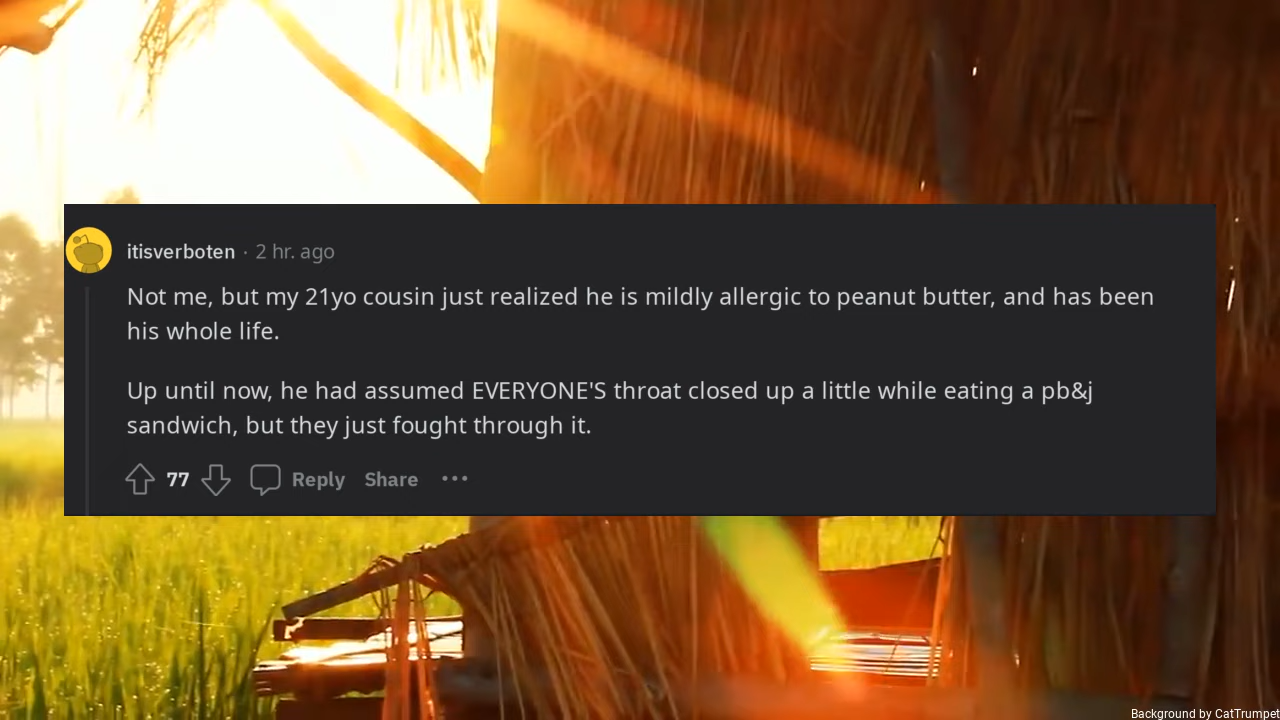 itisverboten · 2 hr. ago
Not me, but my 21yo cousin just realized he is mildly allergic to peanut butter, and has been
his whole life.
Up until now, he had assumed EVERYONE'S throat closed up a little while eating a pb&j
sandwich, but they just fought through it.
77 Reply Share
Background by CatTrumpet